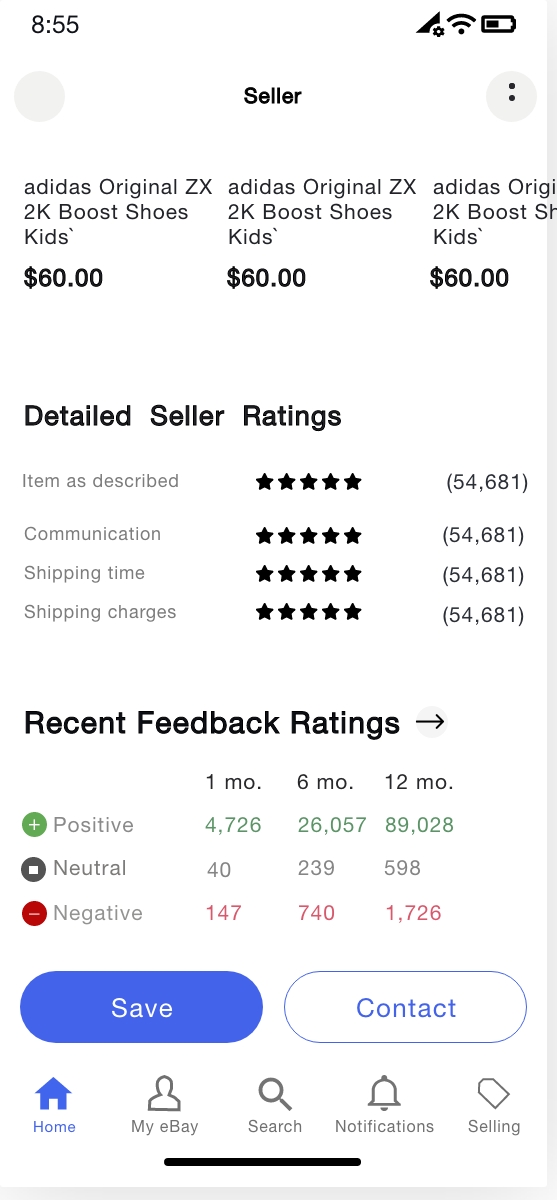 8:55
Seller
adidas Original ZX
2K Boost Shoes
Kids`
$60.00
adidas Original ZX
2K Boost Shoes
Kids`
$60.00
adidas Origi
2K Boost Sh
Kids`
$60.00
Detailed Seller Ratings
Item as described (54,681)
Communication (54,681)
Shipping time (54,681)
Shipping charges (54,681)
Recent Feedback Ratings →
1 mo. 6 mo. 12 mo.
Positive 4,726 26,057 89,028
Neutral 40 239 598
Negative 147 740 1,726
Save Contact
Home My eBay Search Notifications Selling